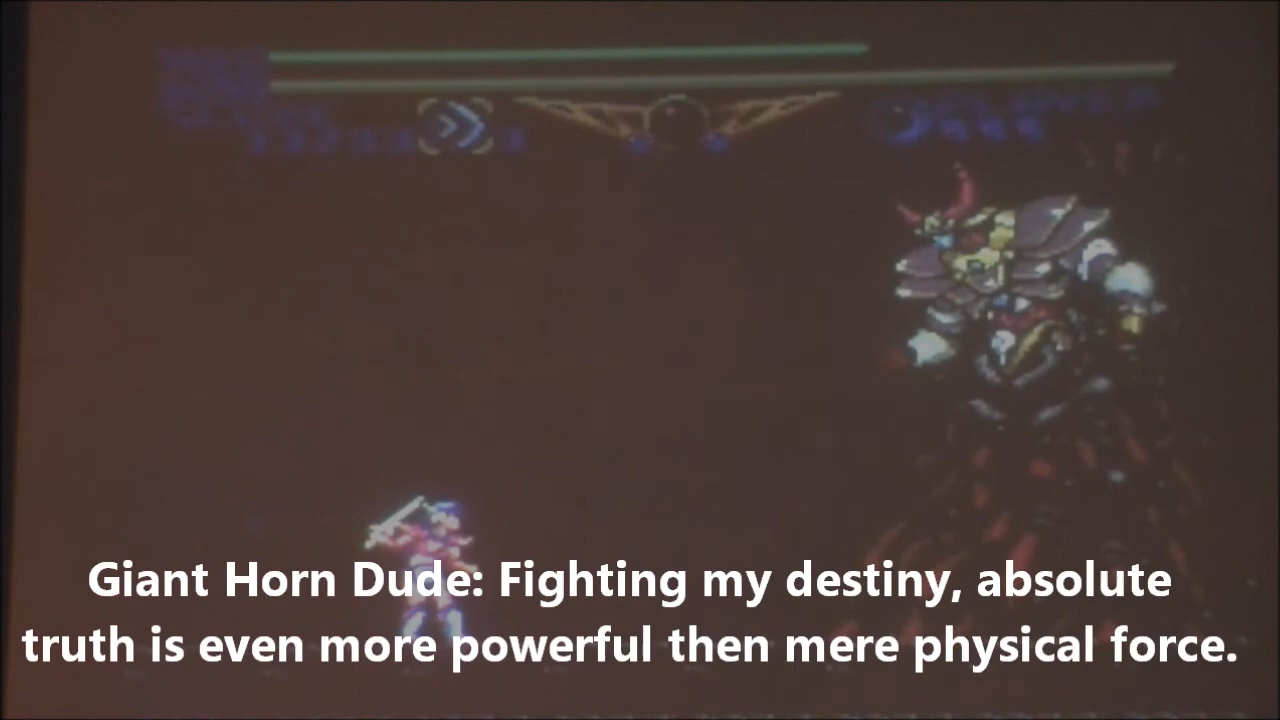 Giant Horn Dude: Fighting my destiny, absolute
truth is even more powerful then mere physical force.